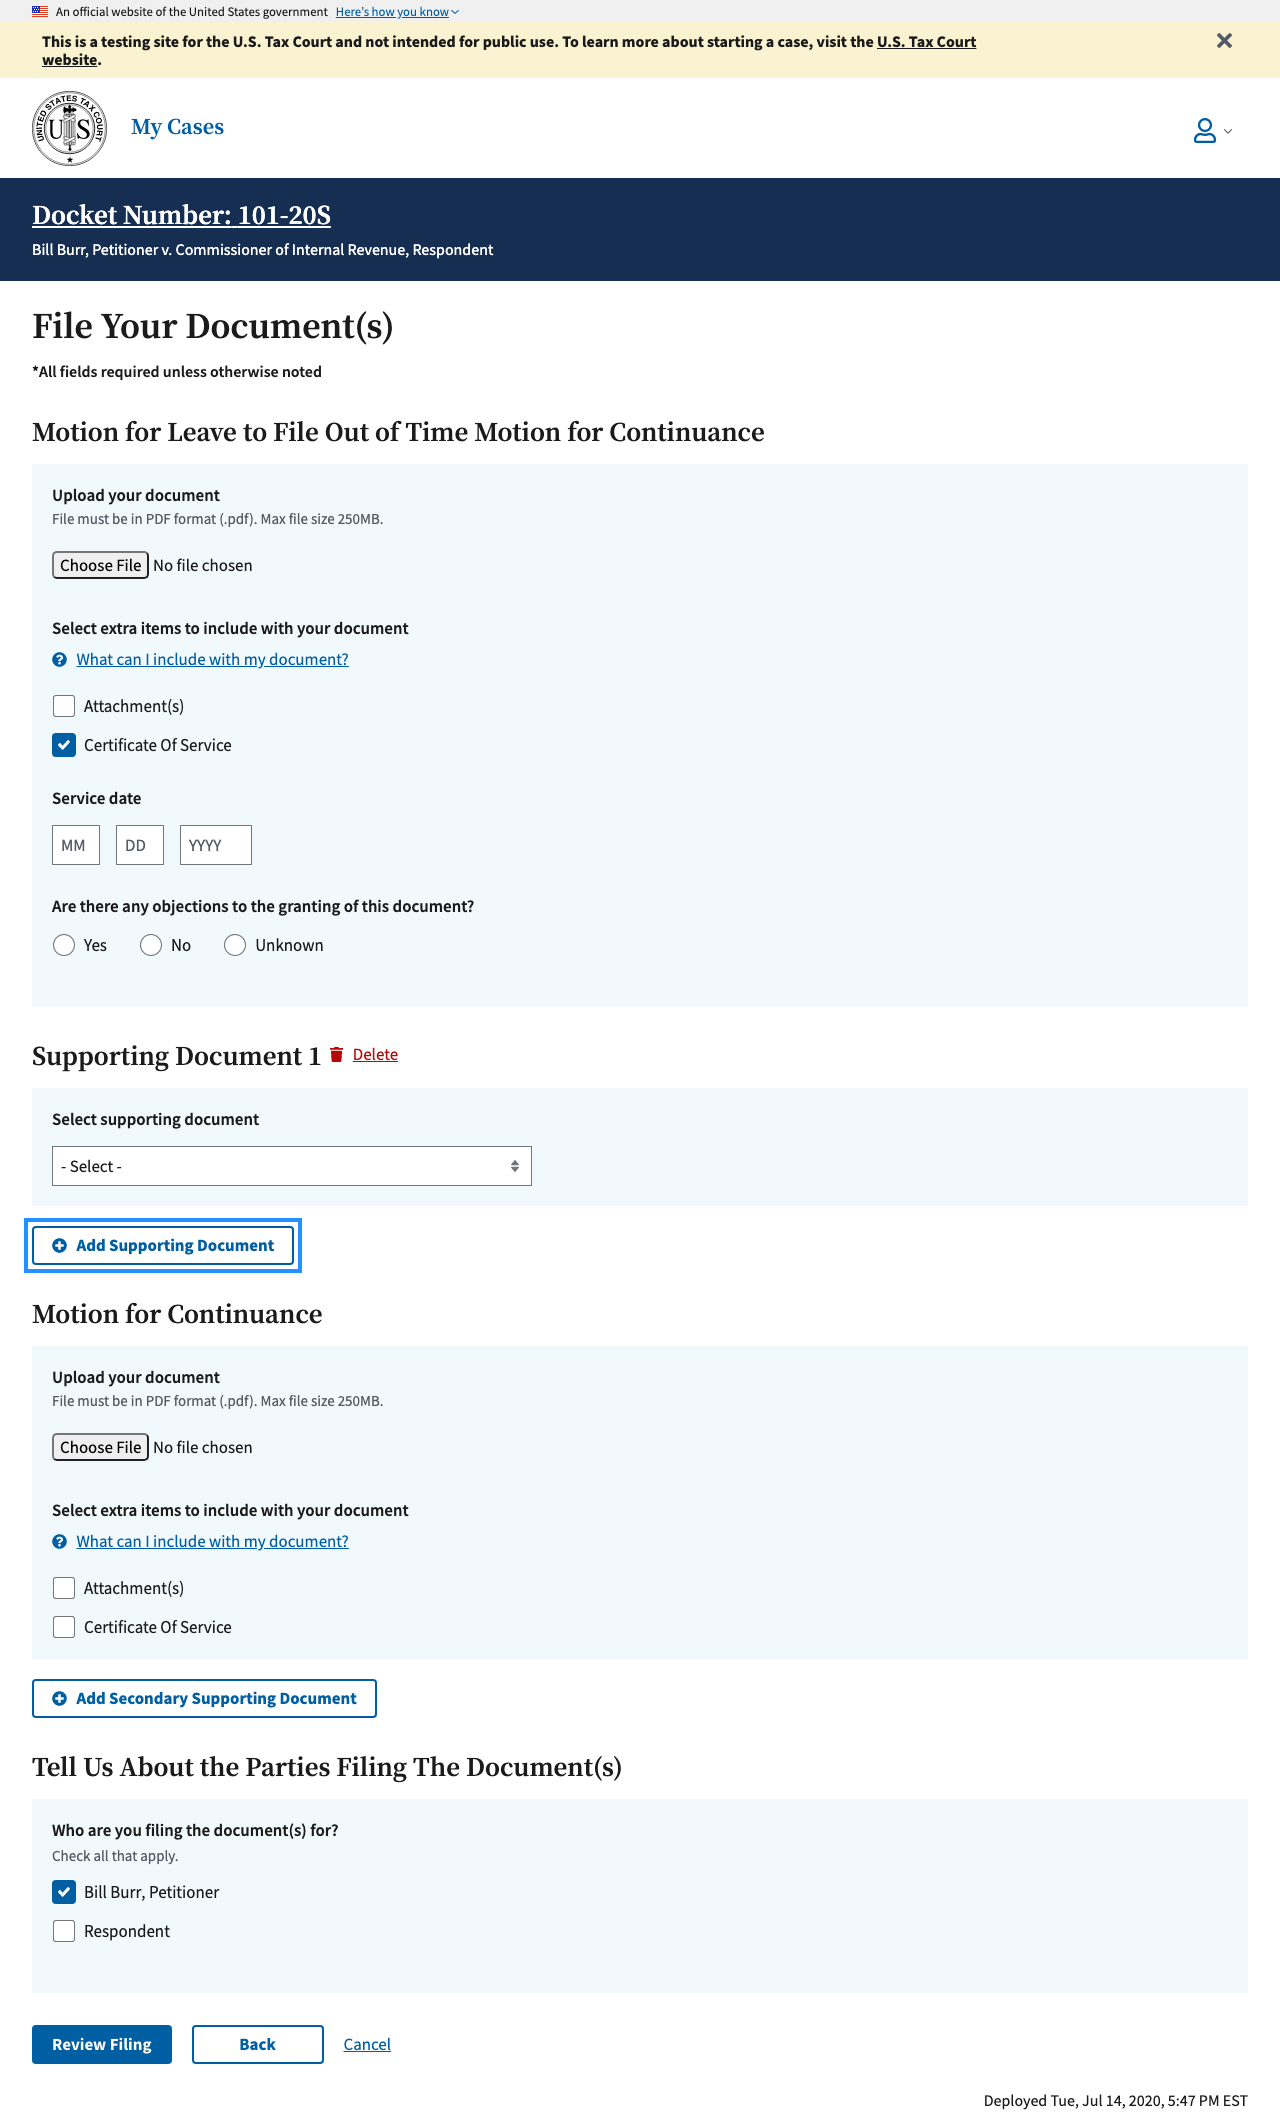 An official website of the United States government Here's how you know
This is a testing site for the U.S. Tax Court and not intended for public use. To learn more about starting a case, visit the U.S. Tax Court
website.
UNITED STATES TAX COURT
US
My Cases
Docket Number: 101-20S
Bill Burr, Petitioner v. Commissioner of Internal Revenue, Respondent
File Your Document(s)
*All fields required unless otherwise noted
Motion for Leave to File Out of Time Motion for Continuance
Upload your document
File must be in PDF format (.pdf). Max file size 250MB.
Choose File No file chosen
Select extra items to include with your document
What can I include with my document?
Attachment(s)
Certificate Of Service
Service date
MM DD YYYY
Are there any objections to the granting of this document?
Yes No Unknown
Supporting Document 1 Delete
Select supporting document
- Select -
Add Supporting Document
Motion for Continuance
Upload your document
File must be in PDF format (.pdf). Max file size 250MB.
Choose File No file chosen
Select extra items to include with your document
What can I include with my document?
Attachment(s)
Certificate Of Service
Add Secondary Supporting Document
Tell Us About the Parties Filing The Document(s)
Who are you filing the document(s) for?
Check all that apply.
Bill Burr, Petitioner
Respondent
Review Filing Back Cancel
Deployed Tue, Jul 14, 2020, 5:47 PM EST